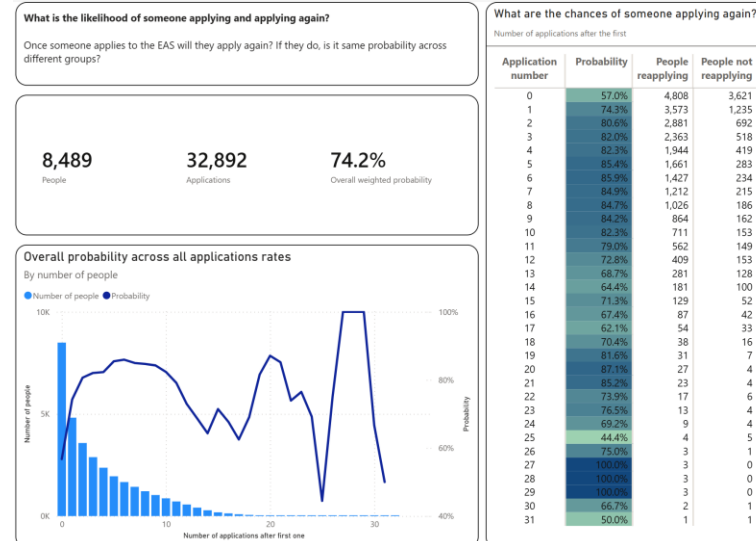 What is the likelihood of someone applying and applying again?
Once someone applies to the EAS will they apply again? If they do, is it same probability across
different groups?
8,489
People
32,892
Applications
74.2%
Overall weighted probability
Overall probability across all applications rates
By number of people
Number of people Probability
10K
5K
0K
Number of people
100%
80%
60%
40%
Probability
0 10 20 30
Number of applications after first one
What are the chances of someone applying again?
Number of applications after the first
Application Probability People People not
number reapplying reapplying
0 57.0% 4,808 3,621
1 74.3% 3,573 1,235
2 80.6% 2,881 692
3 82.0% 2,363 518
4 82.3% 1,944 419
5 85.4% 1,661 283
6 85.9% 1,427 234
7 84.9% 1,212 215
8 84.7% 1,026 186
9 84.2% 864 162
10 82.3% 711 153
11 79.0% 562 149
12 72.8% 409 153
13 68.7% 281 128
14 64.4% 181 100
15 71.3% 129 52
16 67.4% 87 42
17 62.1% 54 33
18 70.4% 38 16
19 81.6% 31 7
20 87.1% 27 4
21 85.2% 23 4
22 73.9% 17 6
23 76.5% 13 4
24 69.2% 9 4
25 44.4% 4 5
26 75.0% 3 1
27 100.0% 3 0
28 100.0% 3 0
29 100.0% 3 0
30 66.7% 2 1
31 50.0% 1 1